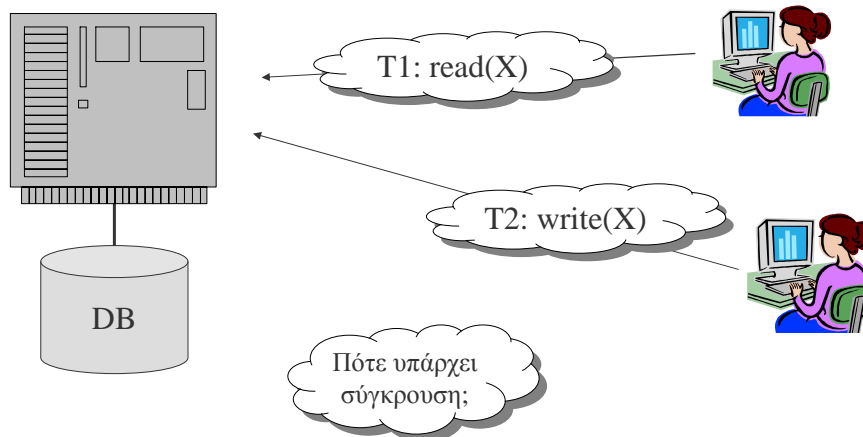 T1: read(X)
T2: write(X)
DB
Πότε υπάρχει
σύγκρουση;